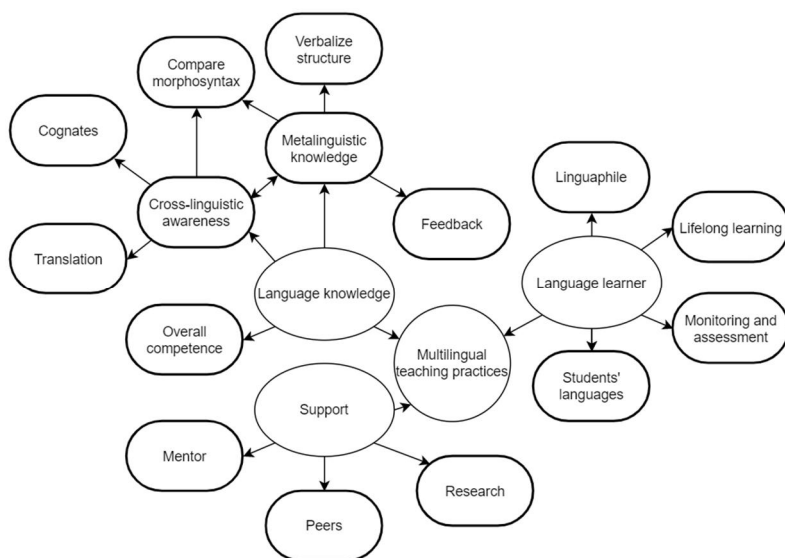 Verbalize
structure
Compare
morphosyntax
Cognates
Metalinguistic
knowledge
Linguaphile
Cross-linguistic
awareness
Feedback
Lifelong learning
Translation
Language knowledge
Language learner
Overall
competence
Monitoring and
assessment
Multilingual
teaching practices
Students'
languages
Support
Mentor
Research
Peers